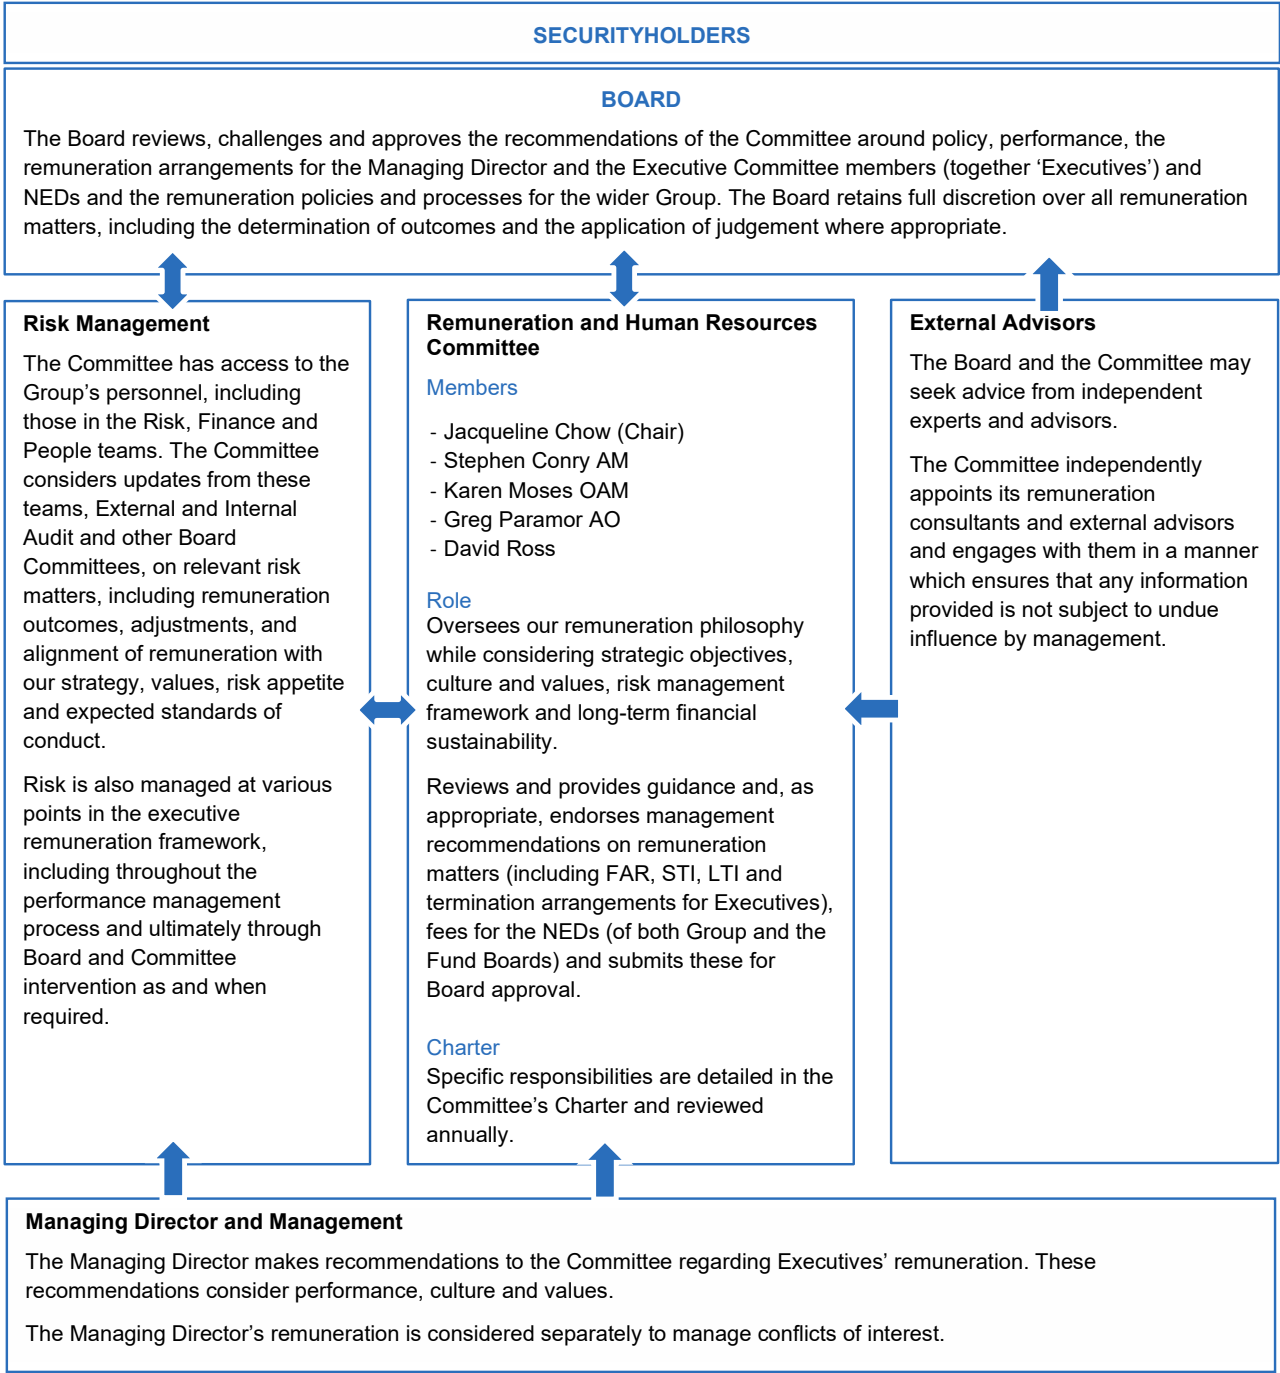 SECURITYHOLDERS
BOARD
The Board reviews, challenges and approves the recommendations of the Committee around policy, performance, the
remuneration arrangements for the Managing Director and the Executive Committee members (together ‘Executives’) and
NEDs and the remuneration policies and processes for the wider Group. The Board retains full discretion over all remuneration
matters, including the determination of outcomes and the application of judgement where appropriate.
Risk Management
The Committee has access to the
Group’s personnel, including
those in the Risk, Finance and
People teams. The Committee
considers updates from these
teams, External and Internal
Audit and other Board
Committees, on relevant risk
matters, including remuneration
outcomes, adjustments, and
alignment of remuneration with
our strategy, values, risk appetite
and expected standards of
conduct.
Risk is also managed at various
points in the executive
remuneration framework,
including throughout the
performance management
process and ultimately through
Board and Committee
intervention as and when
required.
Remuneration and Human Resources
Committee
Members
- Jacqueline Chow (Chair)
- Stephen Conry AM
- Karen Moses OAM
- Greg Paramor AO
- David Ross
Role
Oversees our remuneration philosophy
while considering strategic objectives,
culture and values, risk management
framework and long-term financial
sustainability.
Reviews and provides guidance and, as
appropriate, endorses management
recommendations on remuneration
matters (including FAR, STI, LTI and
termination arrangements for Executives),
fees for the NEDs (of both Group and the
Fund Boards) and submits these for
Board approval.
Charter
Specific responsibilities are detailed in the
Committee’s Charter and reviewed
annually.
External Advisors
The Board and the Committee may
seek advice from independent
experts and advisors.
The Committee independently
appoints its remuneration
consultants and external advisors
and engages with them in a manner
which ensures that any information
provided is not subject to undue
influence by management.
Managing Director and Management
The Managing Director makes recommendations to the Committee regarding Executives’ remuneration. These
recommendations consider performance, culture and values.
The Managing Director’s remuneration is considered separately to manage conflicts of interest.